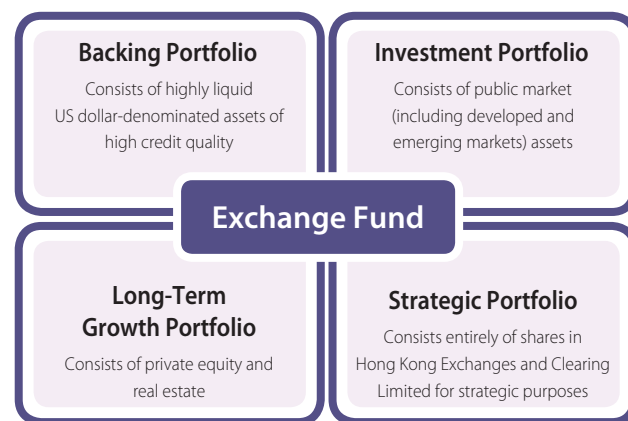 Backing Portfolio
Consists of highly liquid
US dollar-denominated assets of
high credit quality
Investment Portfolio
Consists of public market
(including developed and
emerging markets) assets
Exchange Fund
Long-Term
Growth Portfolio
Consists of private equity and
real estate
Strategic Portfolio
Consists entirely of shares in
Hong Kong Exchanges and Clearing
Limited for strategic purposes